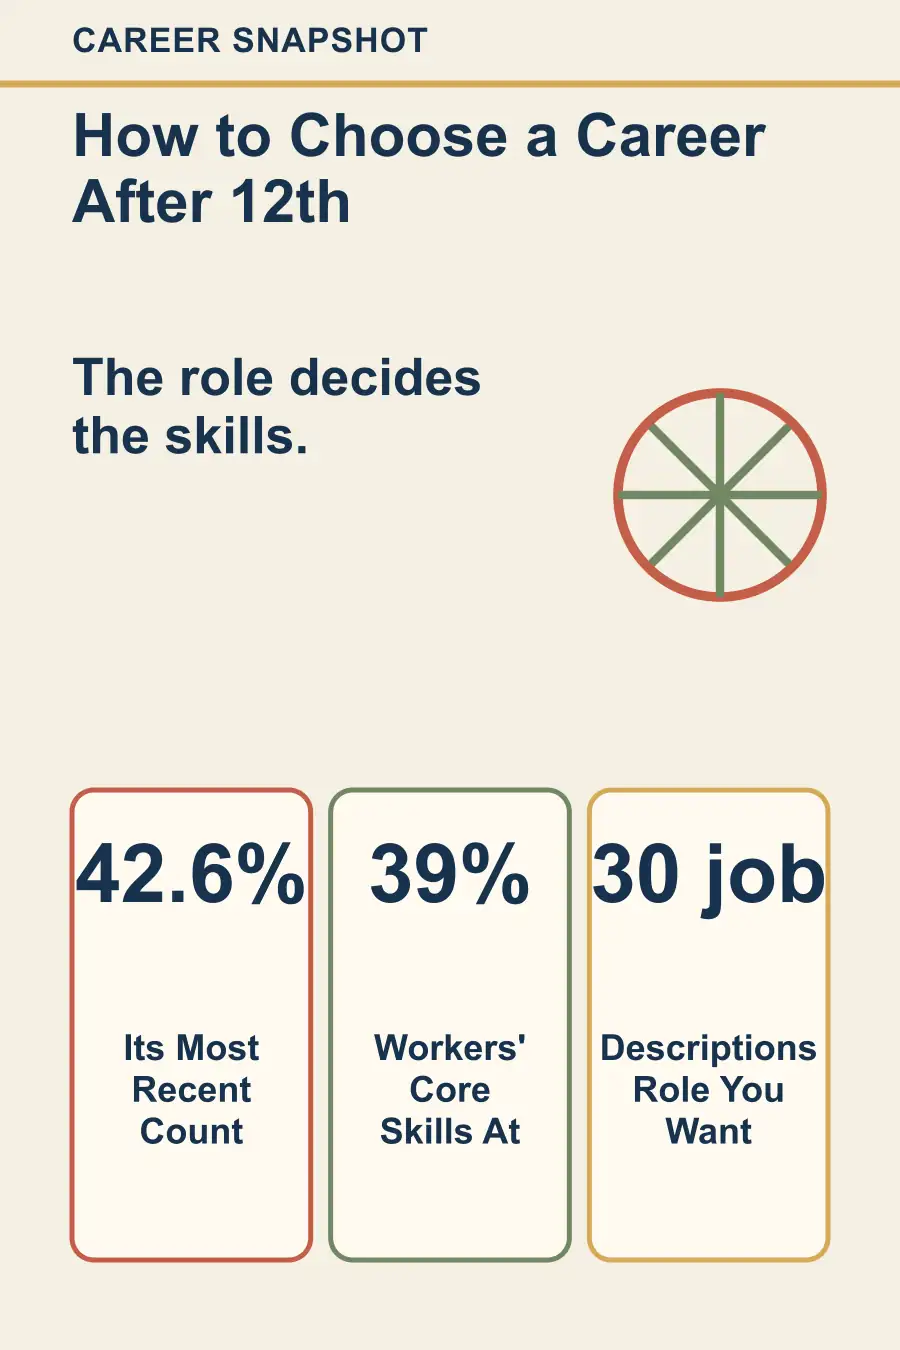 CAREER SNAPSHOT
How to Choose a Career
After 12th
The role decides
the skills.
42.6%
Its Most
Recent
Count
39%
Workers'
Core
Skills At
30 job
Descriptions
Role You
Want